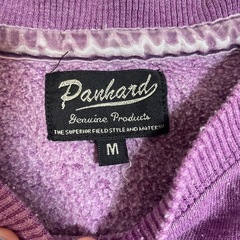 Panhard
Genuine Products
THE SUPERIOR FIELD STYLE AND MATERIAL
M